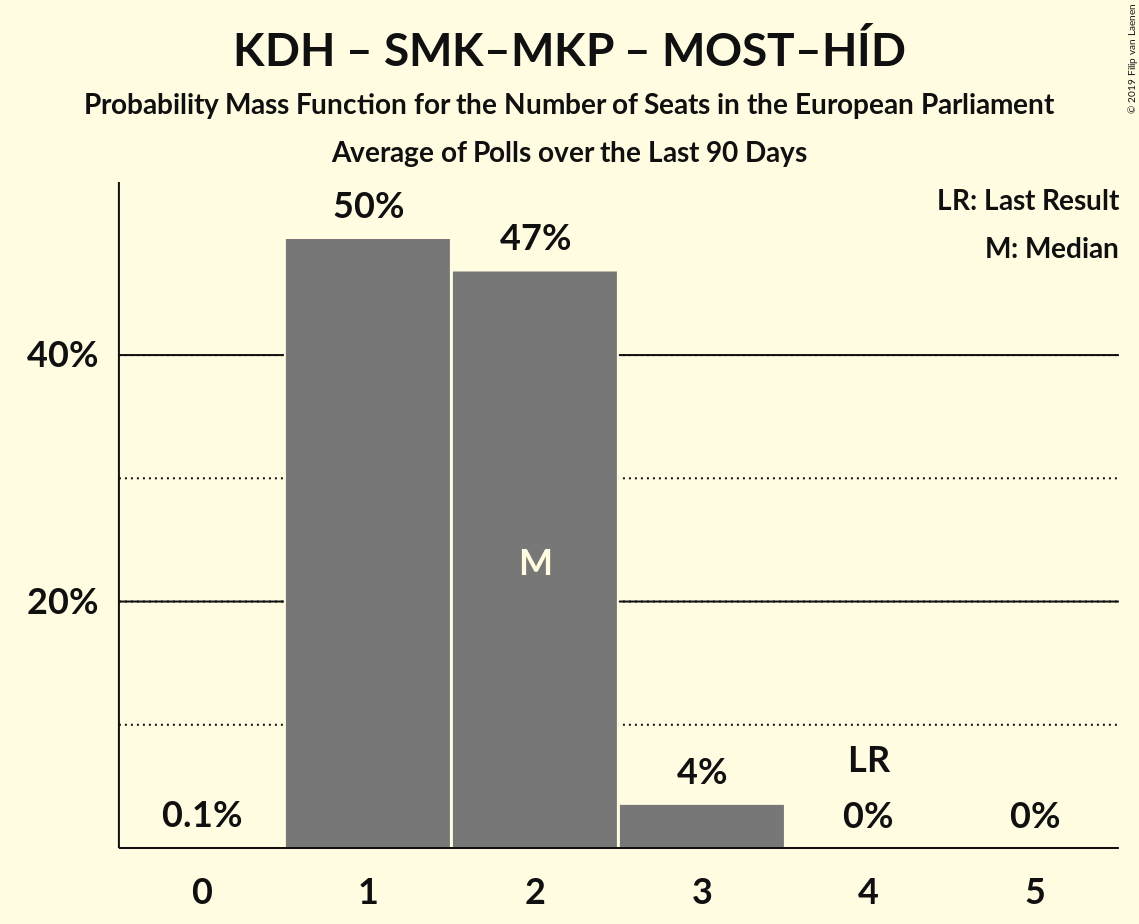 KDH – SMK–MKP – MOST–HÍD
Probability Mass Function for the Number of Seats in the European Parliament
Average of Polls over the Last 90 Days
© 2019 Filip van Laenen
LR: Last Result
M: Median
50%
47%
40%
M
20%
4%
LR
0.1%
0%
0%
0
1
2
3
4
5